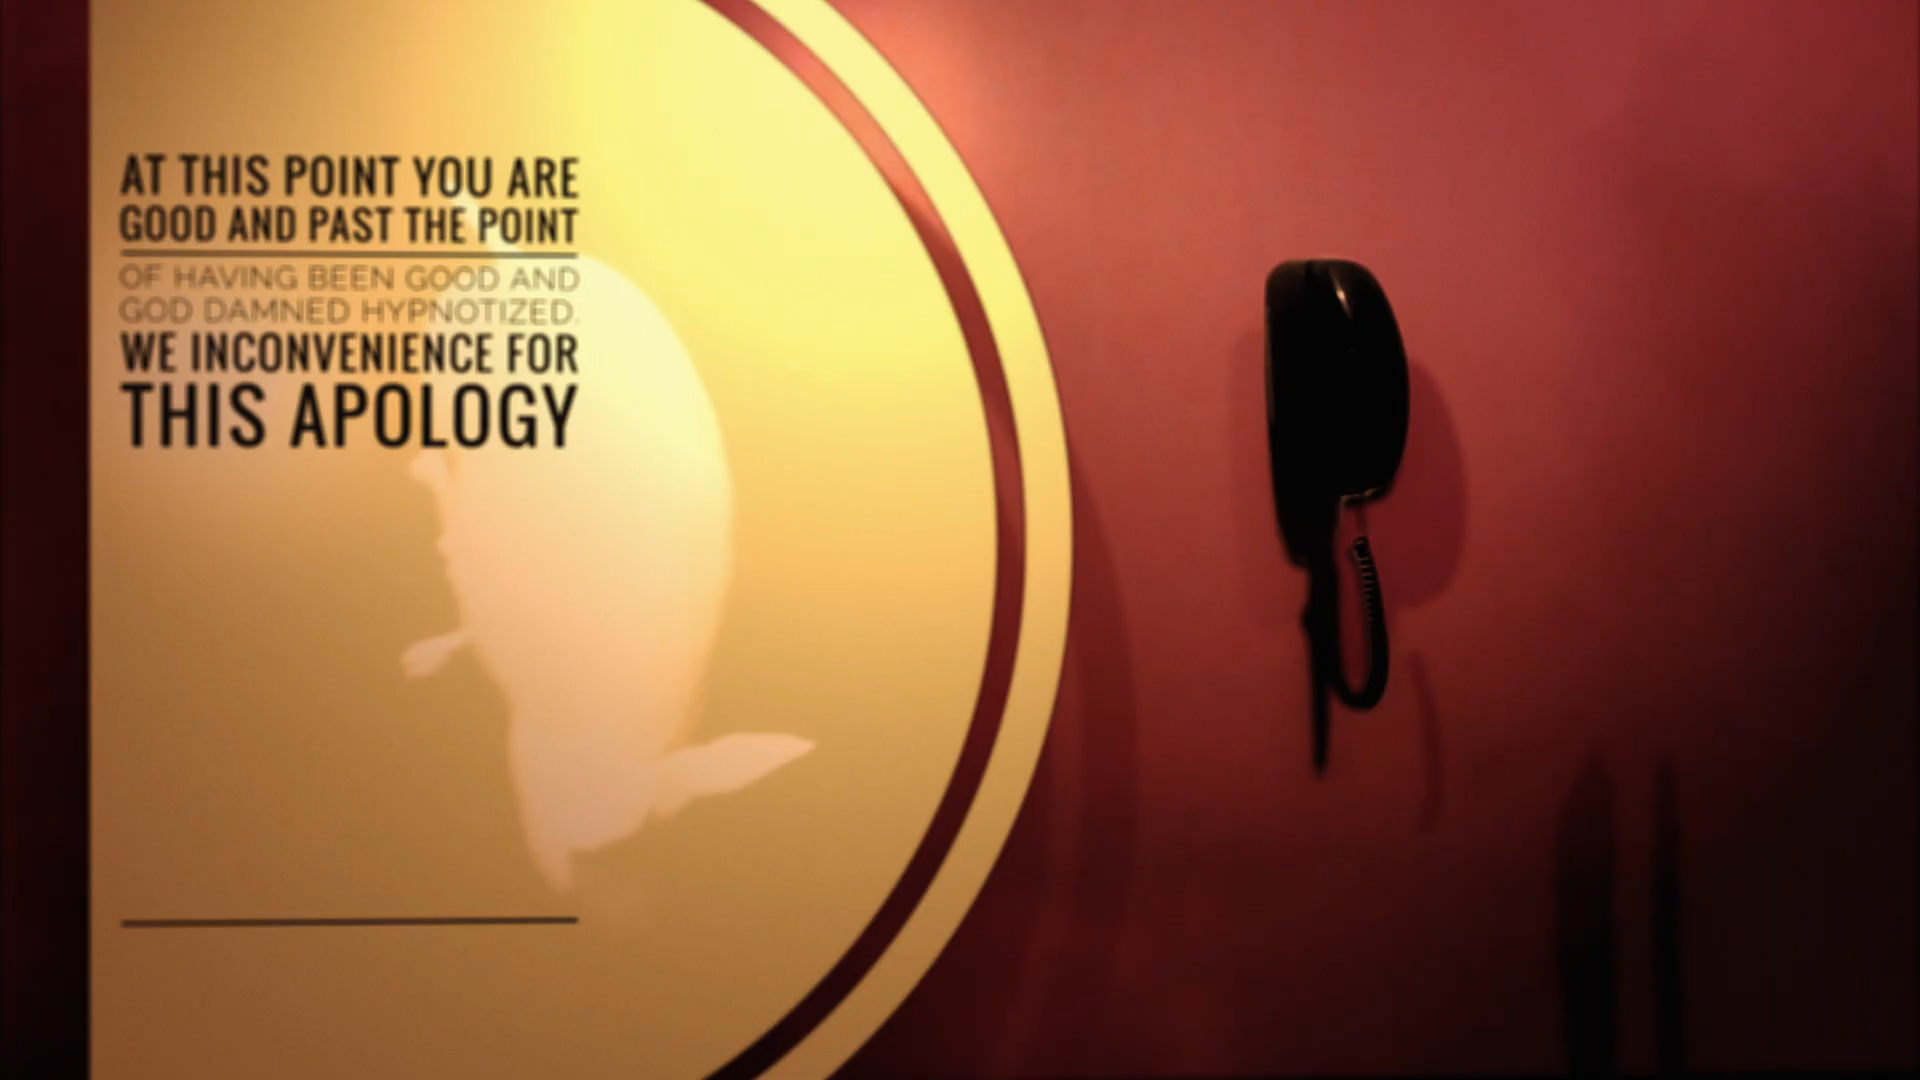 AT THIS POINT YOU ARE
GOOD AND PAST THE POINT
OF HAVING BEEN GOOD AND
GOD DAMNED HYPNOTIZED.
WE INCONVENIENCE FOR
THIS APOLOGY